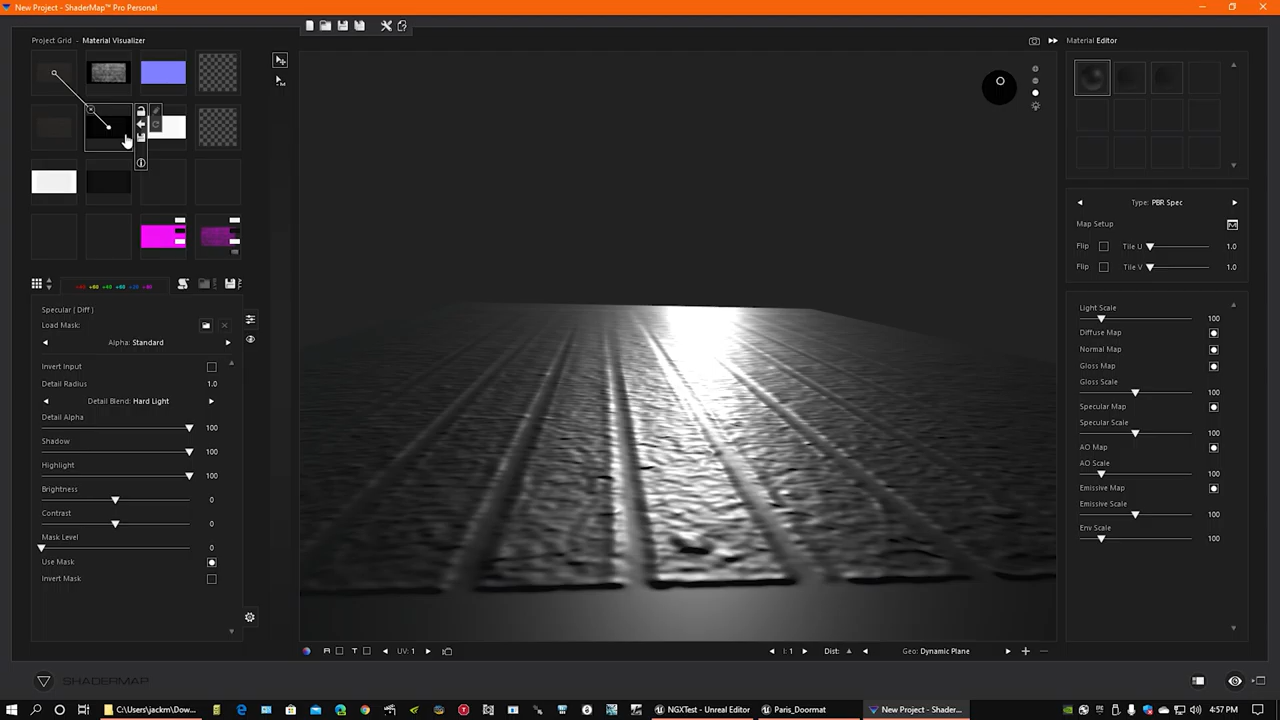 New Project - ShaderMap™ Pro Personal
Project Grid - Material Visualizer
Material Editor
Type: PBR Spec
Map Setup
Flip Tile U 1.0
Flip Tile V 1.0
Specular ( Diff )
Load Mask:
Alpha: Standard
Invert Input
Detail Radius 1.0
Detail Blend: Hard Light
Detail Alpha
100
Shadow
100
Highlight
100
Brightness
0
Contrast
0
Mask Level
0
Use Mask
Invert Mask
Light Scale
100
Diffuse Map
Normal Map
Gloss Map
Gloss Scale
100
Specular Map
Specular Scale
100
AO Map
AO Scale
100
Emissive Map
Emissive Scale
100
Env Scale
100
R T UV: 1 I: 1 Dist: Geo: Dynamic Plane
SHADERMAP
C:\Users\jackm\Dow... NGXTest - Unreal Editor Paris_Doormat New Project - Shader... 4:57 PM